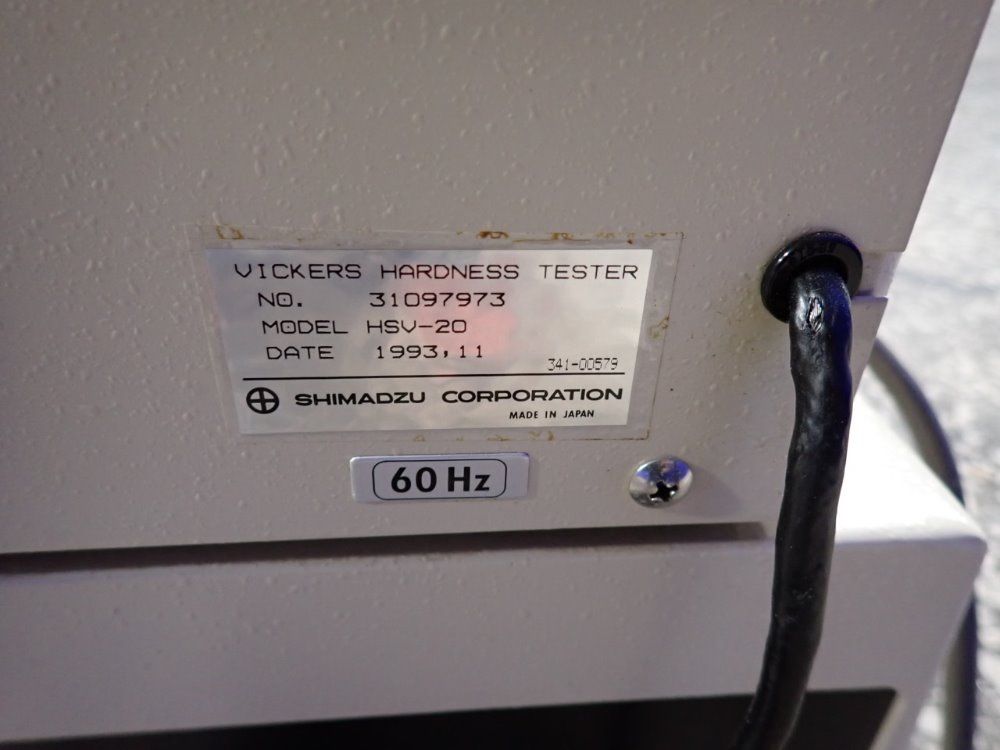 VICKERS HARDNESS TESTER
NO. 31097973
MODEL HSV-20
DATE 1993,11
341-00579
SHIMADZU CORPORATION
MADE IN JAPAN
60 Hz